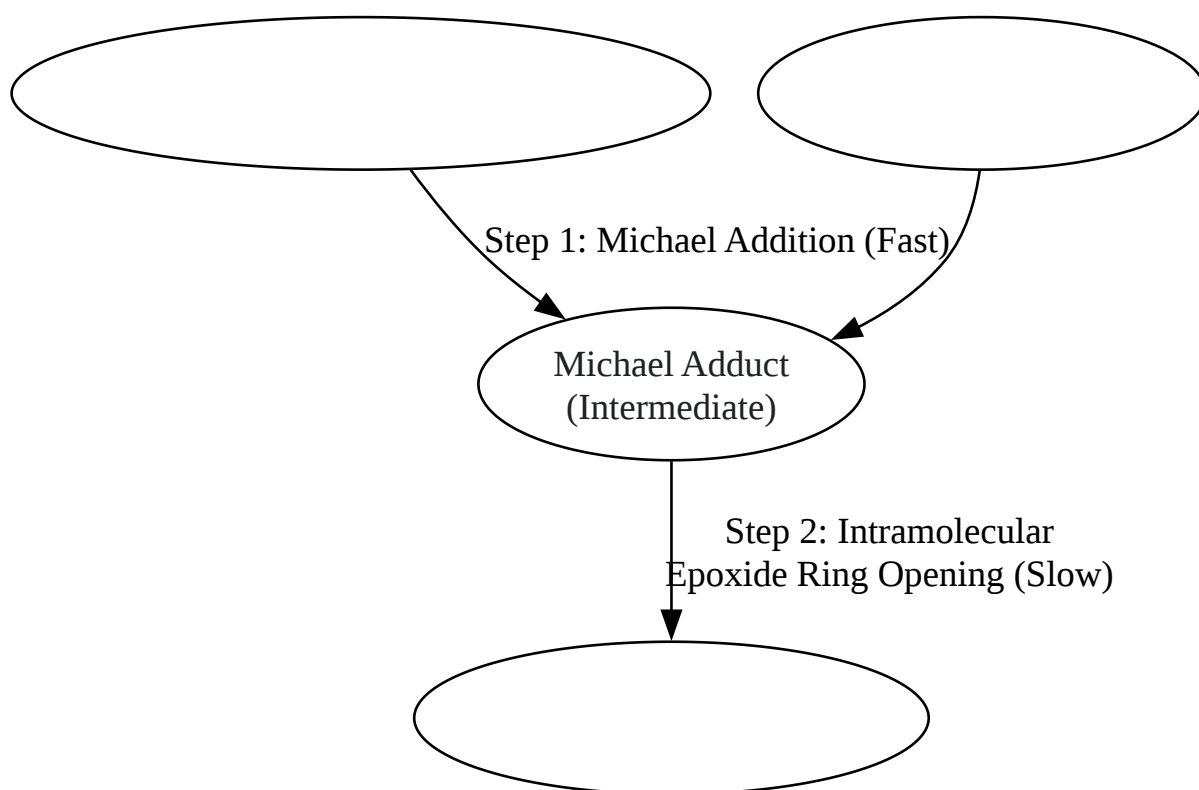 Step 1: Michael Addition (Fast)
Michael Adduct
(Intermediate)
Step 2: Intramolecular
Epoxide Ring Opening (Slow)